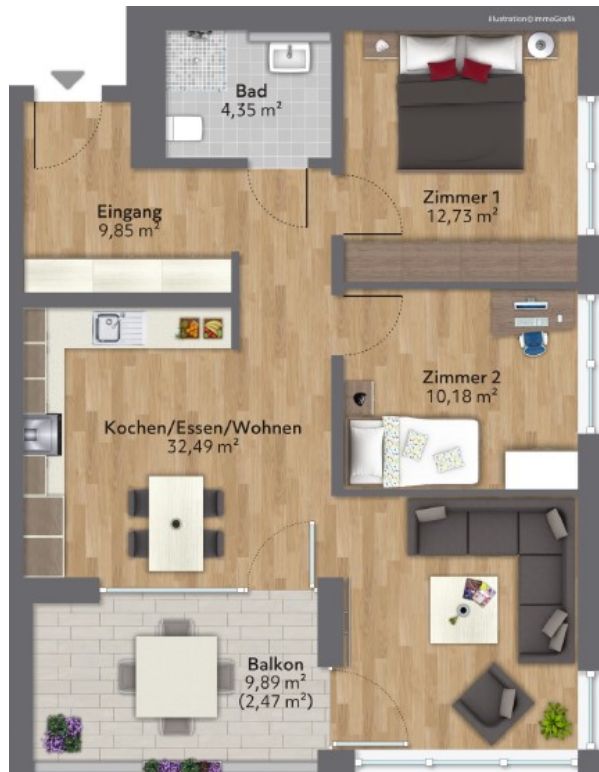 illustration©immoGrafik
Bad
4,35 m²
Eingang
9,85 m²
Zimmer 1
12,73 m²
Zimmer 2
10,18 m²
Kochen/Essen/Wohnen
32,49 m²
Balkon
9,89 m²
(2,47 m²)